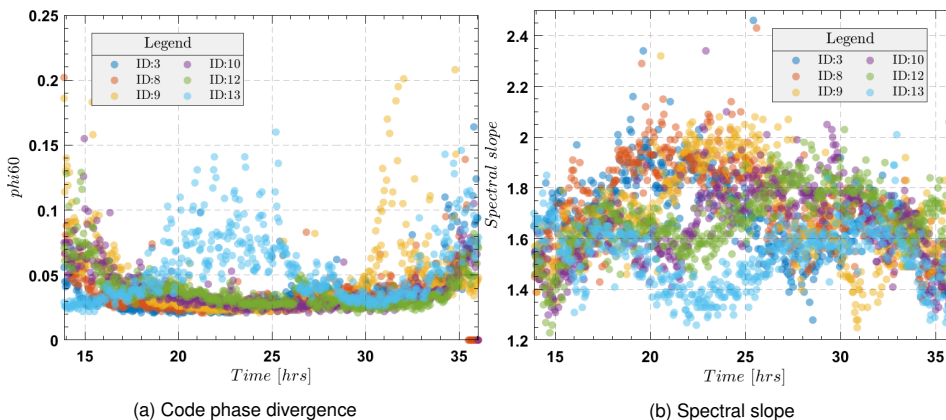 0.25
0.2
0.15
0.1
0.05
0
phi60
Legend
ID:3 ID:10
ID:8 ID:12
ID:9 ID:13
15 20 25 30 35
Time [hrs]
(a) Code phase divergence
2.4
2.2
2
1.8
1.6
1.4
1.2
Spectral slope
Legend
ID:3 ID:10
ID:8 ID:12
ID:9 ID:13
15 20 25 30 35
Time [hrs]
(b) Spectral slope